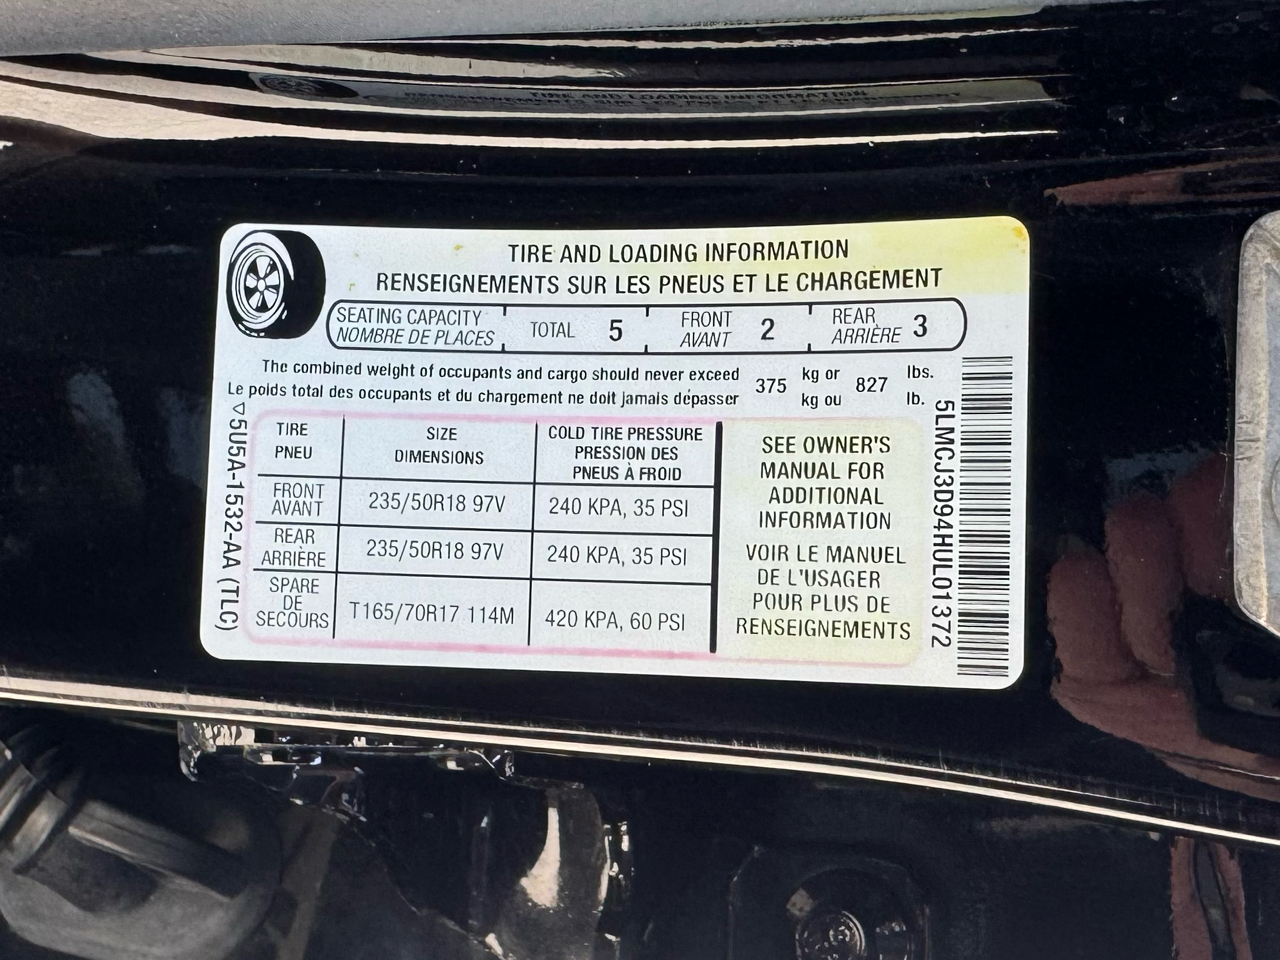 TIRE AND LOADING INFORMATION
RENSEIGNEMENTS SUR LES PNEUS ET LE CHARGEMENT
SEATING CAPACITY TOTAL 5 FRONT 2 REAR 3
NOMBRE DE PLACES AVANT ARRIÈRE
The combined weight of occupants and cargo should never exceed 375 kg or 827 lbs.
Le poids total des occupants et du chargement ne doit jamais dépasser kg ou lb.
TIRE SIZE COLD TIRE PRESSURE
PNEU DIMENSIONS PRESSION DES
PNEUS À FROID
FRONT
AVANT 235/50R18 97V 240 KPA, 35 PSI
REAR
ARRIÈRE 235/50R18 97V 240 KPA, 35 PSI
SPARE
DE
SECOURS T165/70R17 114M 420 KPA, 60 PSI
SEE OWNER'S
MANUAL FOR
ADDITIONAL
INFORMATION
VOIR LE MANUEL
DE L'USAGER
POUR PLUS DE
RENSEIGNEMENTS
5U5A-1532-AA (TLC)
5LMCJ3D94HUL01372